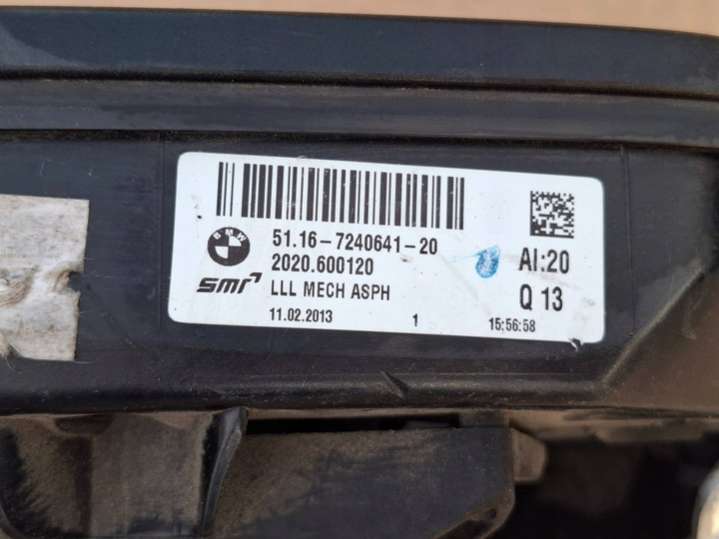 BMW
51.16-7240641-20
2020.600120
AI:20
smr
LLL MECH ASPH
Q 13
11.02.2013 1 15:56:58